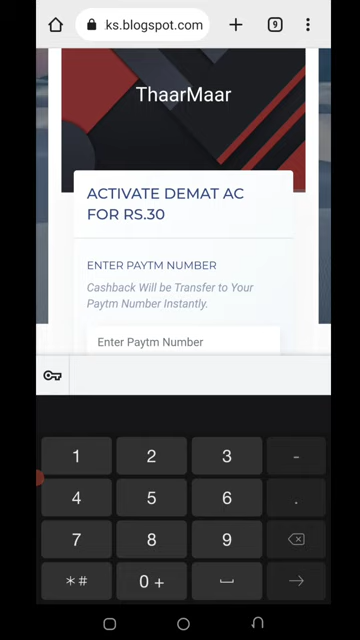 ks.blogspot.com
9
ThaarMaar
ACTIVATE DEMAT AC
FOR RS.30
ENTER PAYTM NUMBER
Cashback Will be Transfer to Your
Paytm Number Instantly.
Enter Paytm Number
1 2 3 -
4 5 6 .
7 8 9
*# 0 +